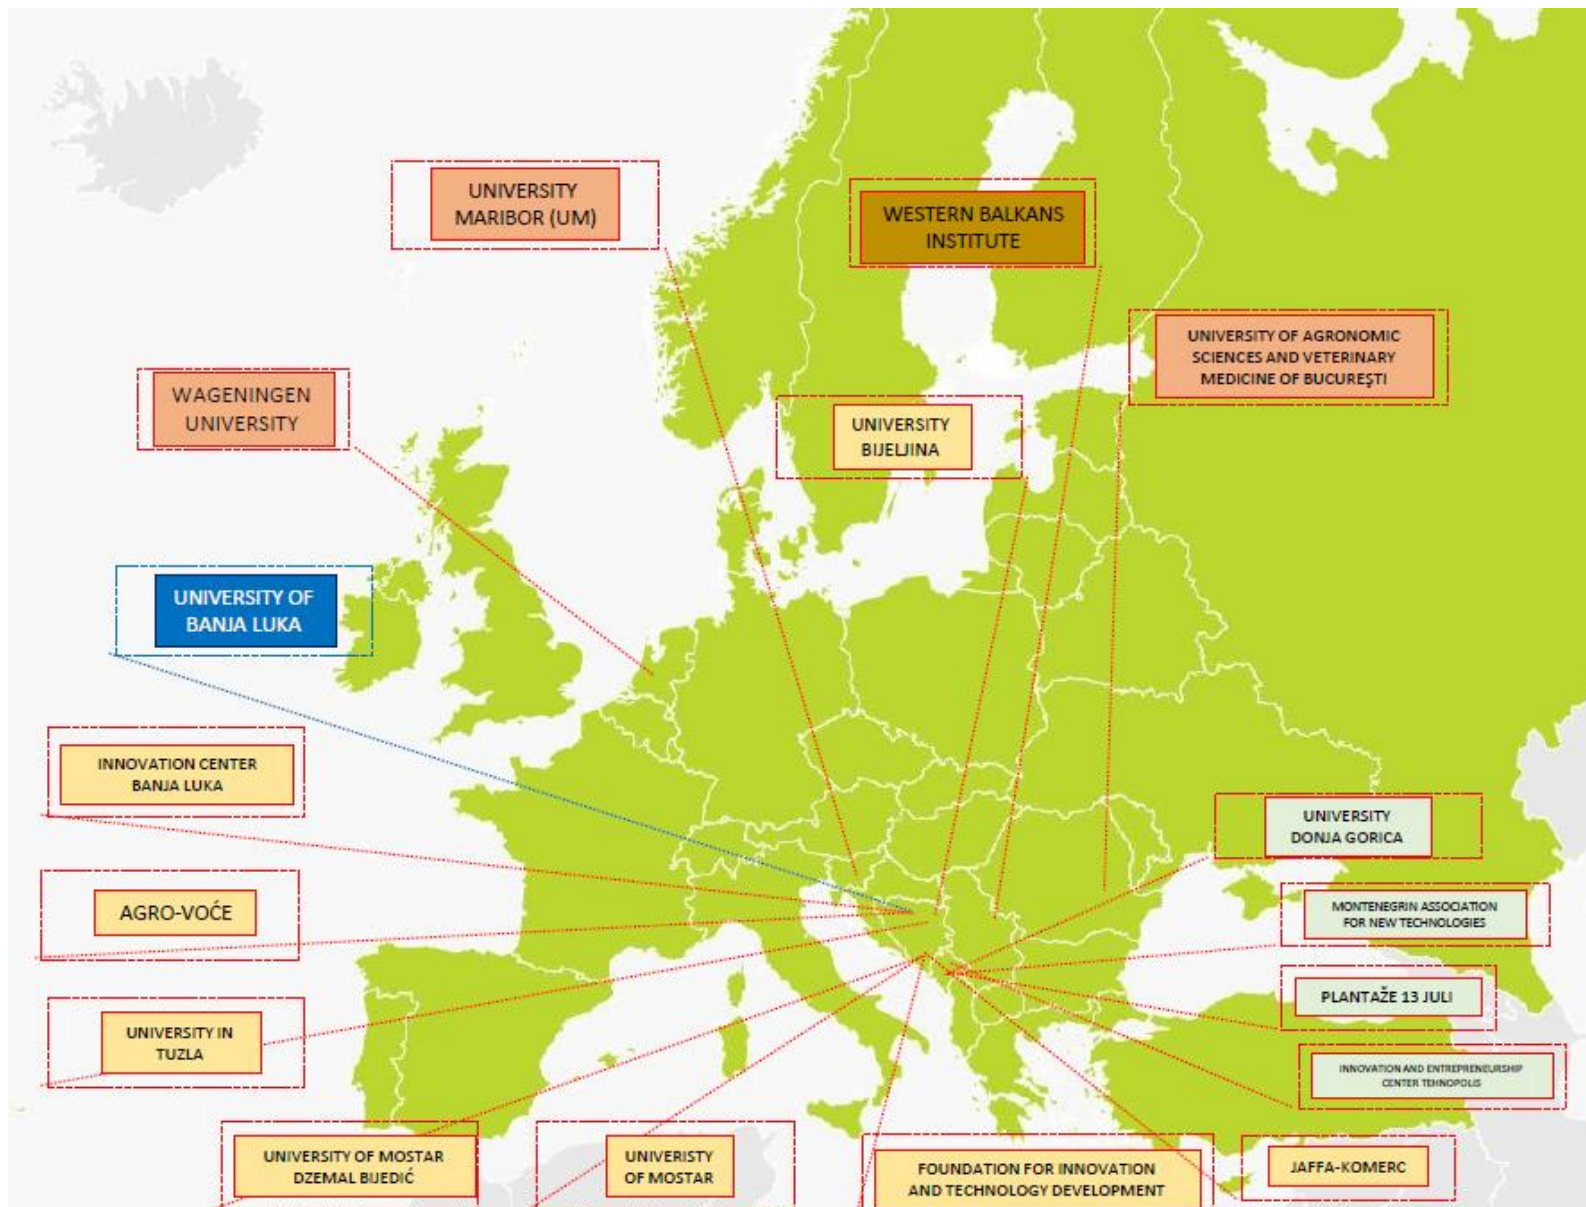 UNIVERSITY
MARIBOR (UM)
WESTERN BALKANS
INSTITUTE
UNIVERSITY OF AGRONOMIC
SCIENCES AND VETERINARY
MEDICINE OF BUCUREŞTI
WAGENINGEN
UNIVERSITY
UNIVERSITY
BIJELJINA
UNIVERSITY OF
BANJA LUKA
INNOVATION CENTER
BANJA LUKA
UNIVERSITY
DONJA GORICA
AGRO-VOĆE
MONTENEGRIN ASSOCIATION
FOR NEW TECHNOLOGIES
PLANTAŽE 13 JULI
UNIVERSITY IN
TUZLA
INNOVATION AND ENTREPRENEURSHIP
CENTER TEHNOPOLIS
UNIVERSITY OF MOSTAR
DZEMAL BIJEDIĆ
UNIVERISTY
OF MOSTAR
FOUNDATION FOR INNOVATION
AND TECHNOLOGY DEVELOPMENT
JAFFA-KOMERC